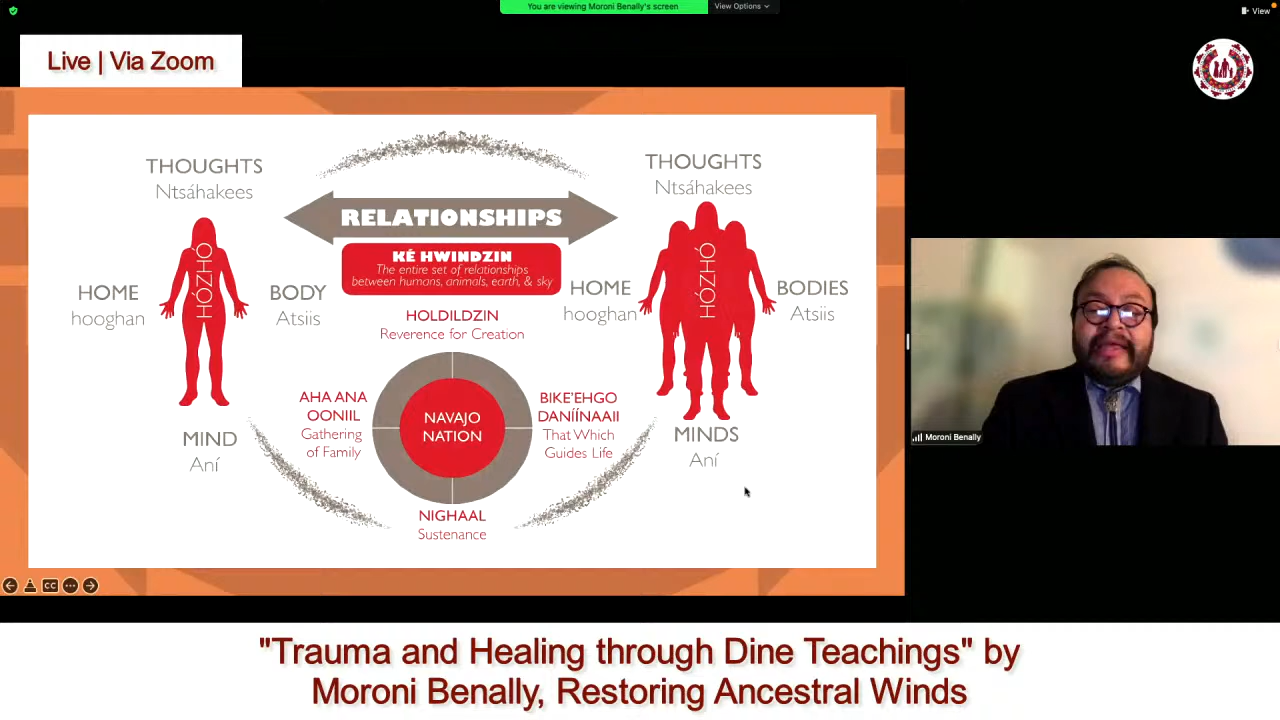 You are viewing Moroni Benally's screen
View Options
View
Live | Via Zoom
THOUGHTS
Ntsáhakees
HOME
hooghan
HÓZHÓ
BODY
Atsiis
MIND
Aní
RELATIONSHIPS
KÉ HWINDZIN
The entire set of relationships
between humans, animals, earth, & sky
HOLDILDZIN
Reverence for Creation
AHA ANA
OONIIL
Gathering
of Family
NAVAJO
NATION
BIKE'EHGO
DANÍÍNAAII
That Which
Guides Life
NIGHAAL
Sustenance
THOUGHTS
Ntsáhakees
HOME
hooghan
HÓZHÓ
BODIES
Atsiis
MINDS
Aní
Moroni Benally
CC
"Trauma and Healing through Dine Teachings" by
Moroni Benally, Restoring Ancestral Winds